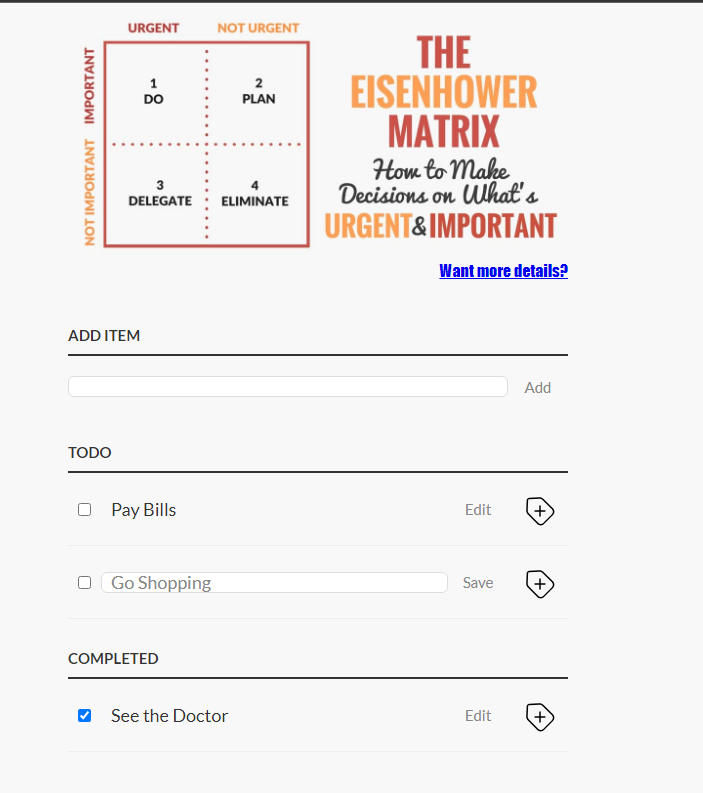 URGENT NOT URGENT
IMPORTANT
1
DO
2
PLAN
NOT IMPORTANT
3
DELEGATE
4
ELIMINATE
THE
EISENHOWER
MATRIX
How to Make
Decisions on What's
URGENT&IMPORTANT
Want more details?
ADD ITEM
Add
TODO
Pay Bills Edit
Go Shopping Save
COMPLETED
See the Doctor Edit